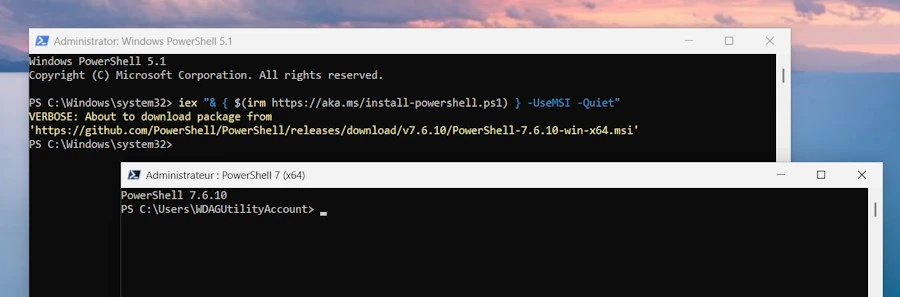 Administrator: Windows PowerShell 5.1
Windows PowerShell 5.1
Copyright (C) Microsoft Corporation. All rights reserved.
PS C:\Windows\system32> iex "& { $(irm https://aka.ms/install-powershell.ps1) } -UseMSI -Quiet"
VERBOSE: About to download package from
'https://github.com/PowerShell/PowerShell/releases/download/v7.6.10/PowerShell-7.6.10-win-x64.msi'
PS C:\Windows\system32>
Administrateur : PowerShell 7 (x64)
PowerShell 7.6.10
PS C:\Users\WDAGUtilityAccount>